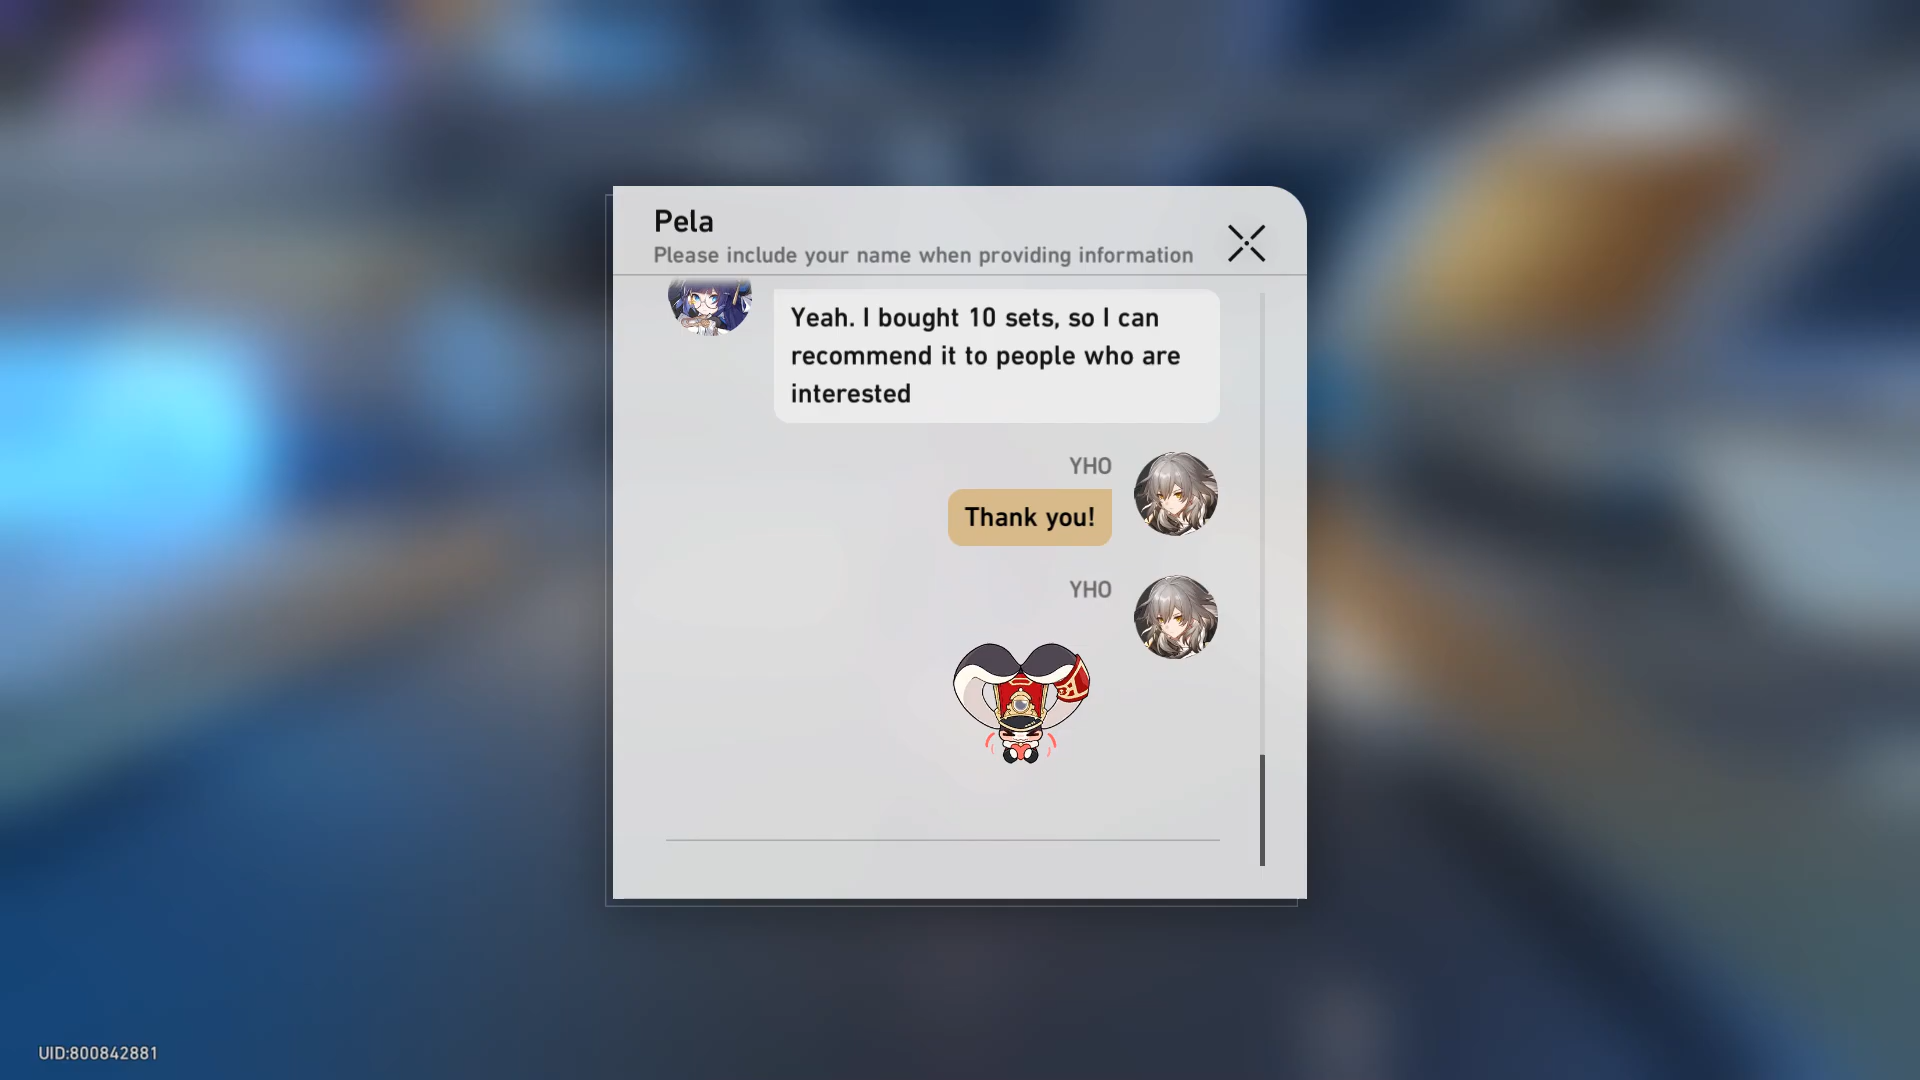 Pela
Please include your name when providing information
Yeah. I bought 10 sets, so I can
recommend it to people who are
interested
YHO
Thank you!
YHO
UID:800842881